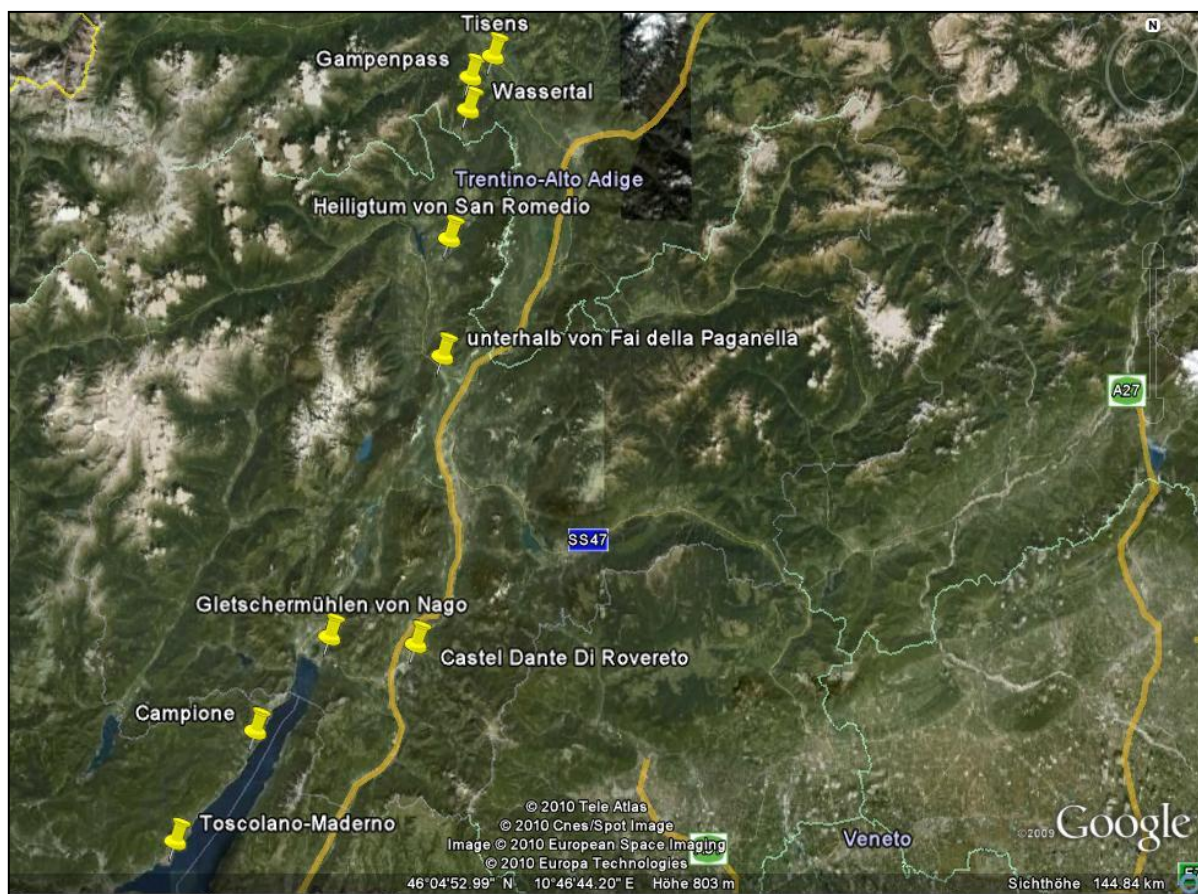 Tisens
N
Gampenpass
Wassertal
Trentino-Alto Adige
Heiligtum von San Romedio
unterhalb von Fai della Paganella
A27
SS47
Gletschermühlen von Nago
Castel Dante Di Rovereto
Campione
Toscolano-Maderno
© 2010 Tele Atlas
© 2010 Cnes/Spot Image
Image © 2010 European Space Imaging
© 2010 Europa Technologies
Veneto
©2009 Google
46°04'52.99" N 10°46'44.20" E Höhe 803 m
Sichthöhe 144.84 km